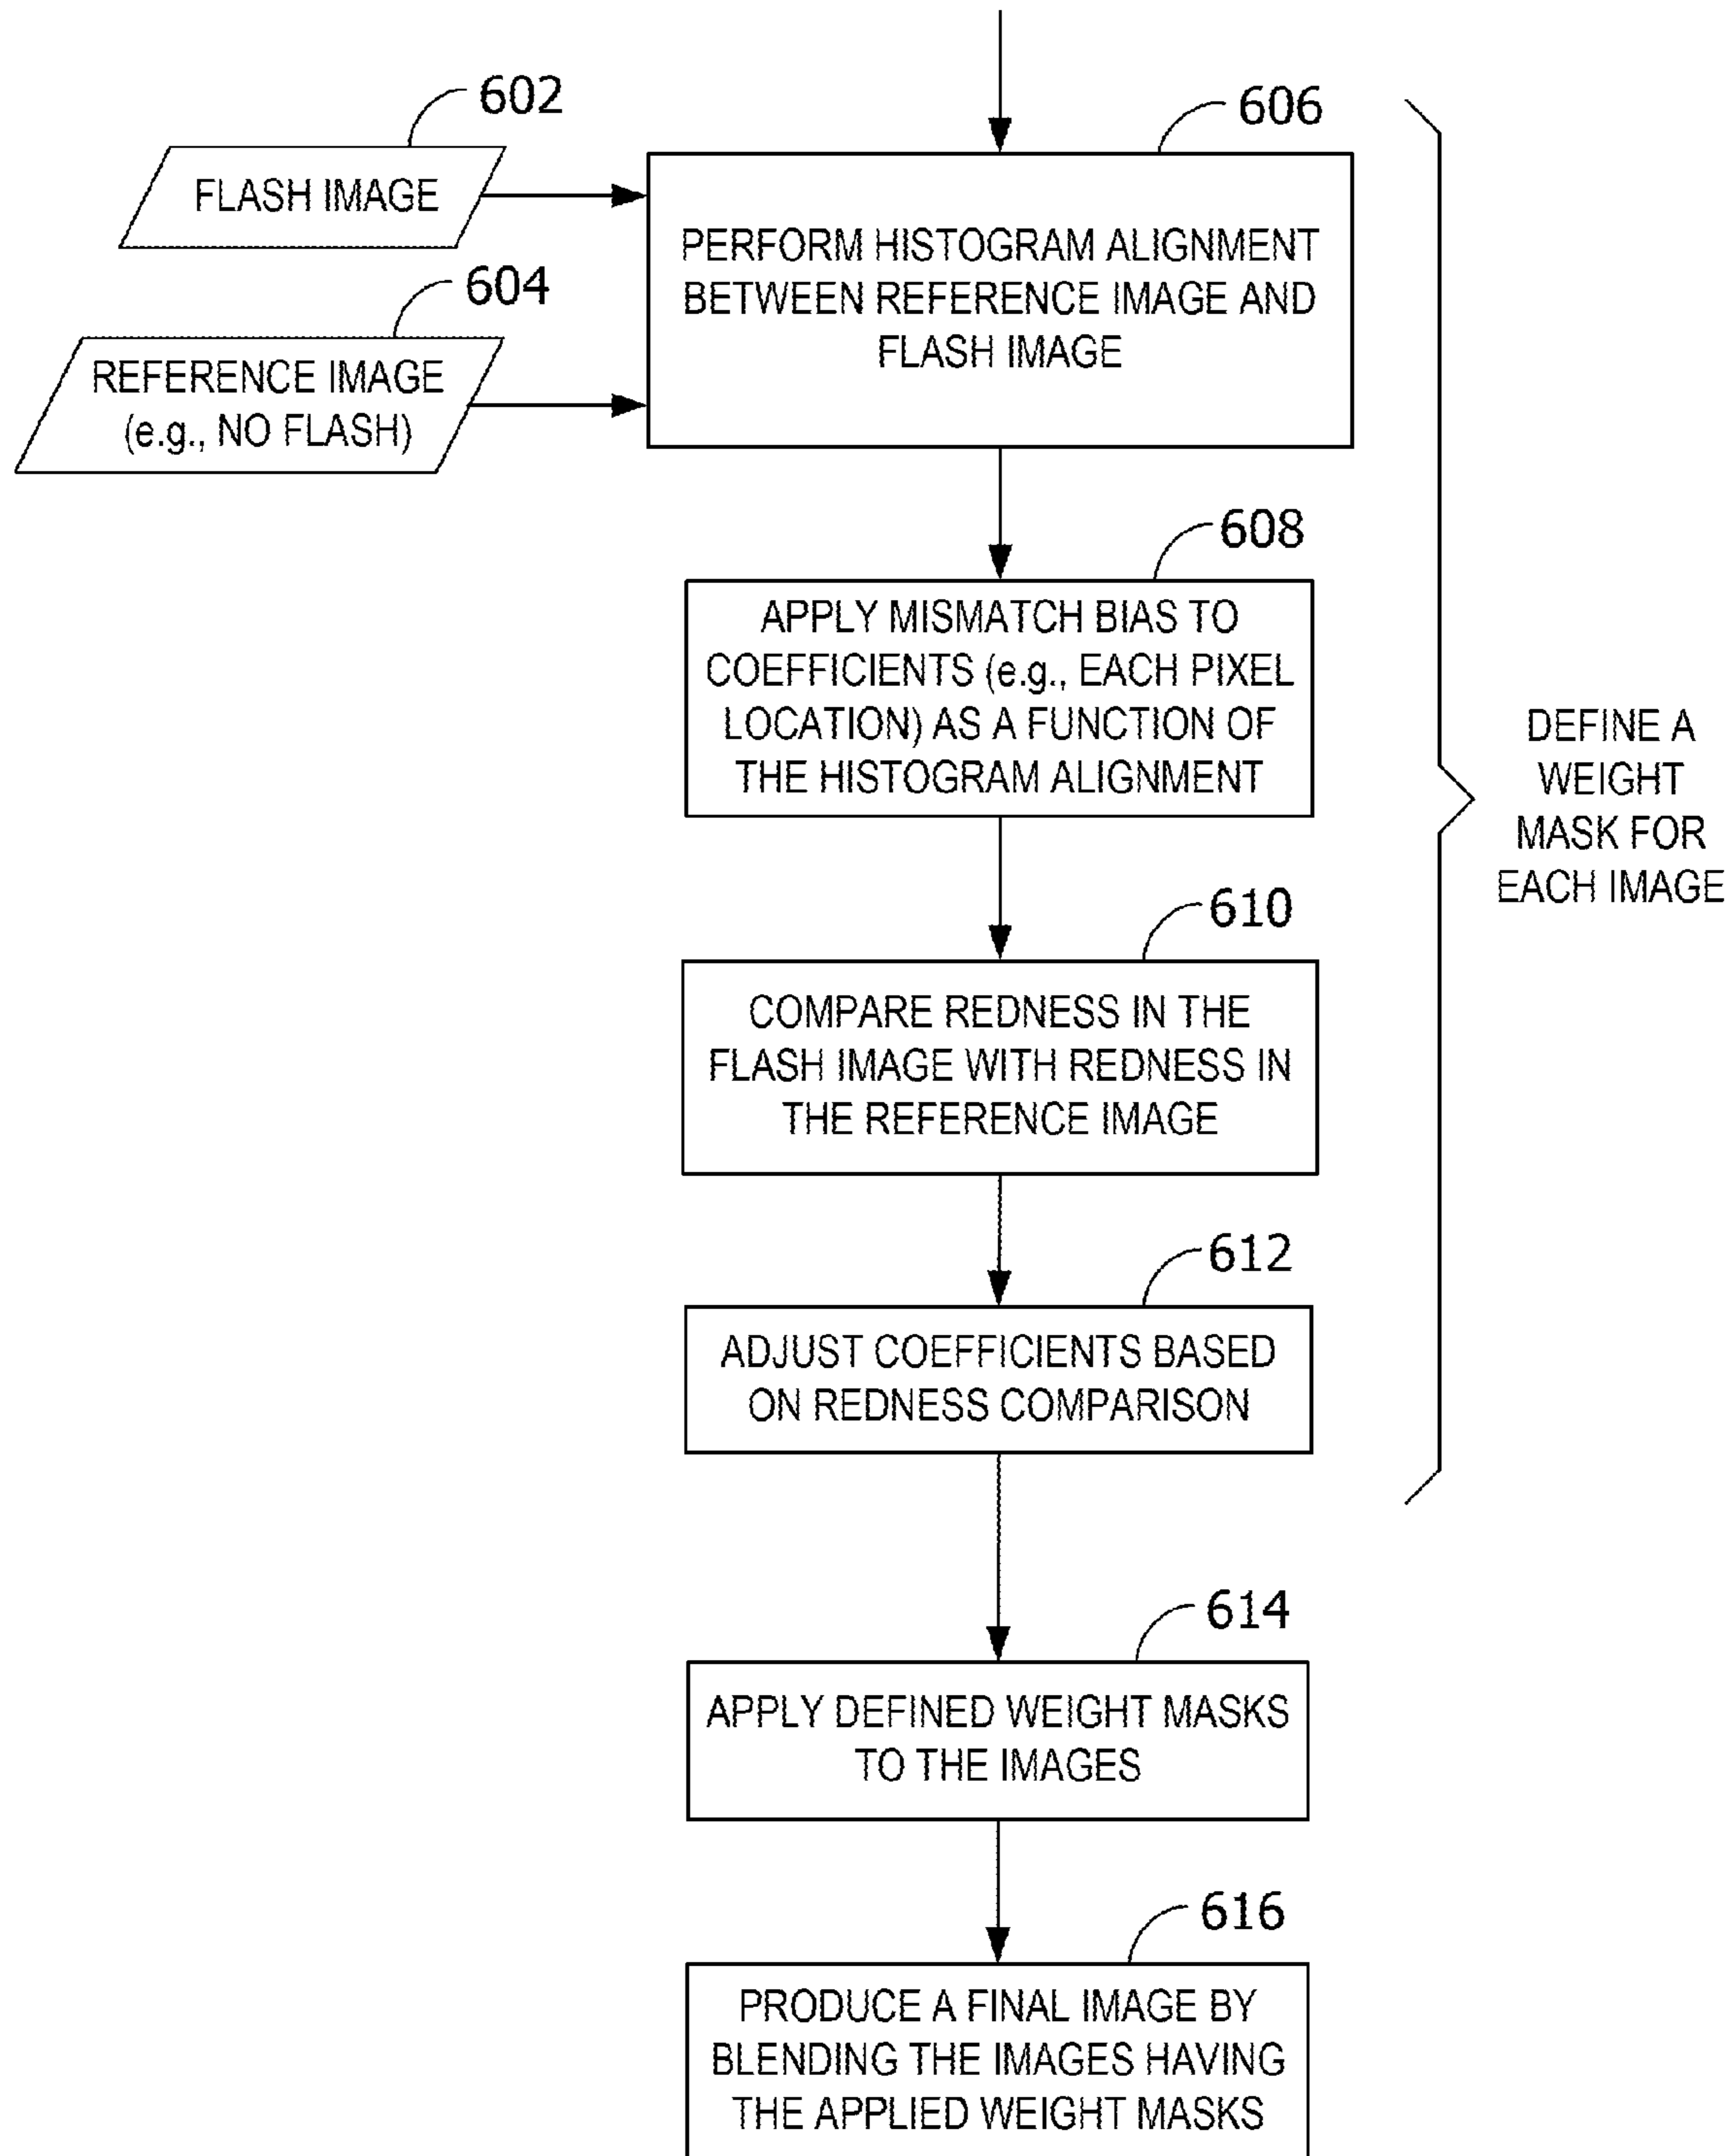 602
FLASH IMAGE
604
REFERENCE IMAGE
(e.g., NO FLASH)
606
PERFORM HISTOGRAM ALIGNMENT
BETWEEN REFERENCE IMAGE AND
FLASH IMAGE
608
APPLY MISMATCH BIAS TO
COEFFICIENTS (e.g., EACH PIXEL
LOCATION) AS A FUNCTION OF
THE HISTOGRAM ALIGNMENT
DEFINE A
WEIGHT
MASK FOR
EACH IMAGE
610
COMPARE REDNESS IN THE
FLASH IMAGE WITH REDNESS IN
THE REFERENCE IMAGE
612
ADJUST COEFFICIENTS BASED
ON REDNESS COMPARISON
614
APPLY DEFINED WEIGHT MASKS
TO THE IMAGES
616
PRODUCE A FINAL IMAGE BY
BLENDING THE IMAGES HAVING
THE APPLIED WEIGHT MASKS